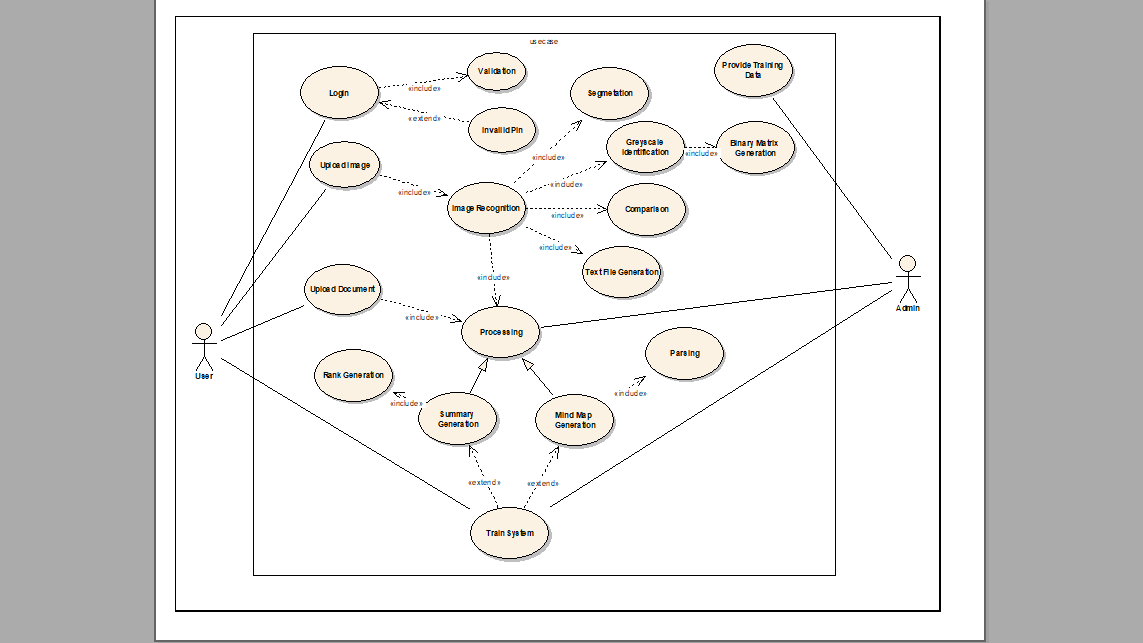 usecase
Provide Training
Data
Validation
Login
«include»
Segmetation
«extend»
Invalid Pin
Greyscale
Identification
«include»
Binary Matrix
Generation
«include»
Upload Image
«include»
«include»
Image Recognition
Comparison
«include»
«include»
Text File Generation
«include»
Upload Document
«include»
Processing
Admin
Parsing
User
Rank Generation
«include»
«include»
Summary
Generation
Mind Map
Generation
«extend»
«extend»
Train System